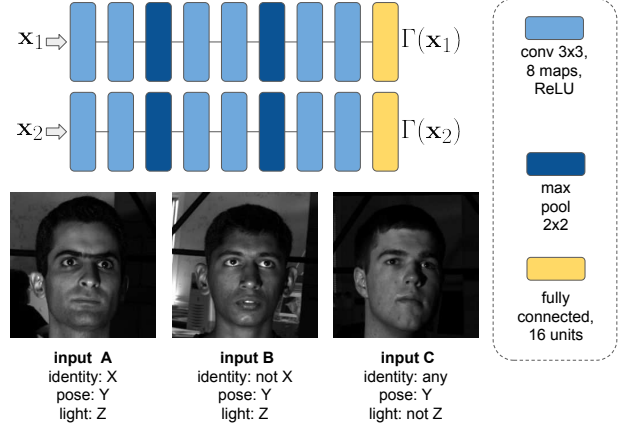 x₁ Γ(x₁)
x₂ Γ(x₂)
conv 3x3,
8 maps,
ReLU
max
pool
2x2
fully
connected,
16 units
input A
identity: X
pose: Y
light: Z
input B
identity: not X
pose: Y
light: Z
input C
identity: any
pose: Y
light: not Z